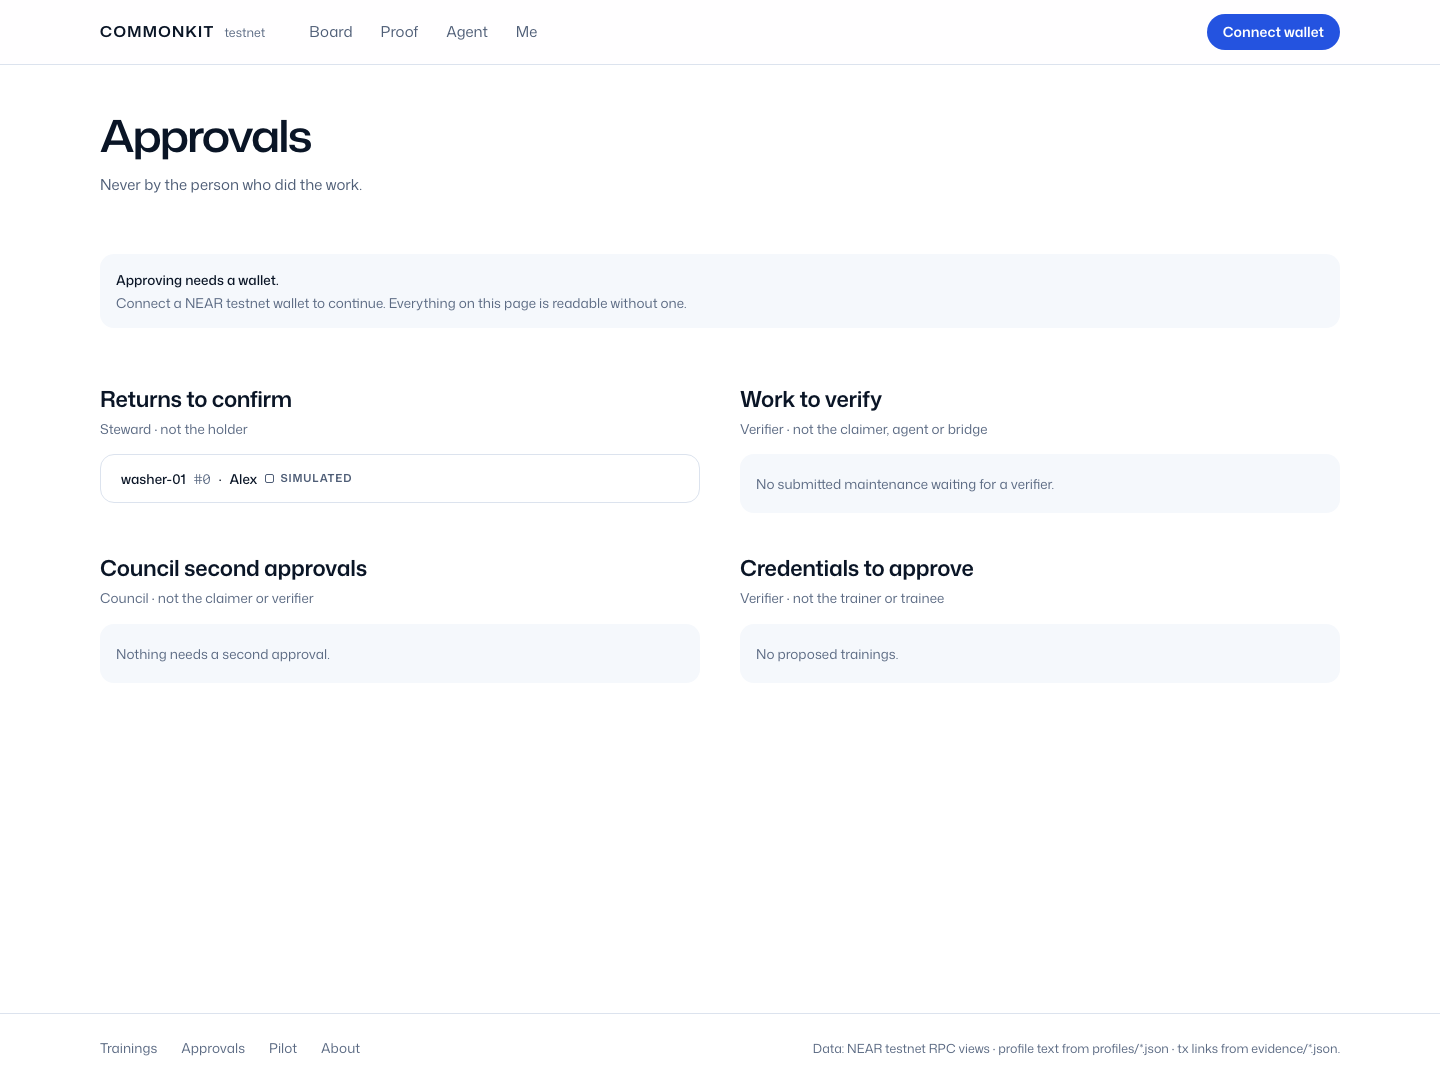 COMMONKIT testnet Board Proof Agent Me Connect wallet
Approvals
Never by the person who did the work.
Approving needs a wallet.
Connect a NEAR testnet wallet to continue. Everything on this page is readable without one.
Returns to confirm
Steward · not the holder
washer-01 #0 · Alex SIMULATED
Work to verify
Verifier · not the claimer, agent or bridge
No submitted maintenance waiting for a verifier.
Council second approvals
Council · not the claimer or verifier
Nothing needs a second approval.
Credentials to approve
Verifier · not the trainer or trainee
No proposed trainings.
Trainings Approvals Pilot About
Data: NEAR testnet RPC views · profile text from profiles/*.json · tx links from evidence/*.json.